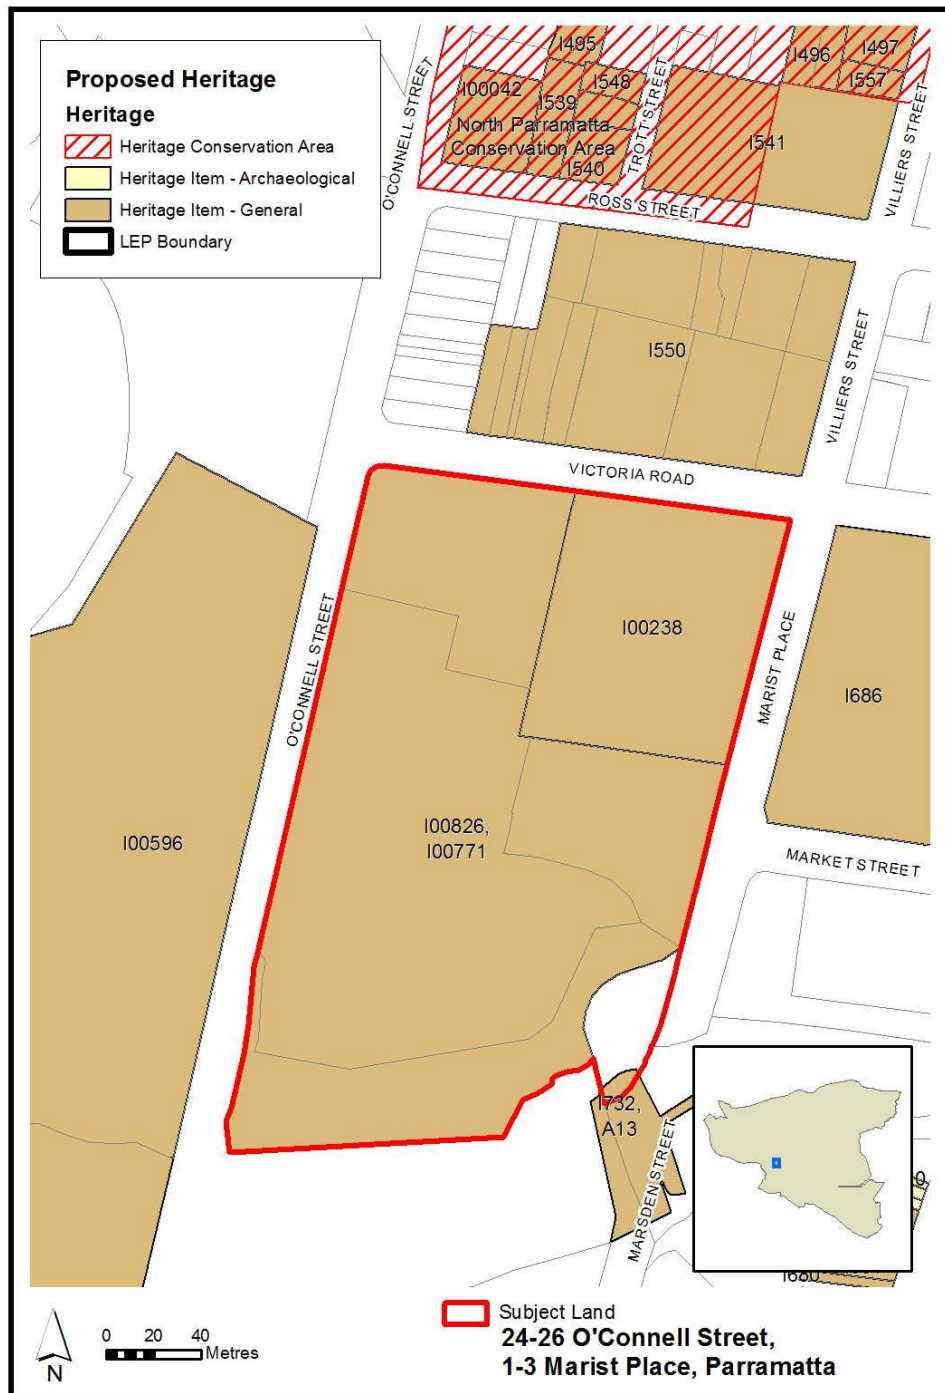 Proposed Heritage
Heritage
Heritage Conservation Area
Heritage Item - Archaeological
Heritage Item - General
LEP Boundary
O'CONNELL STREET
I00042
I495
I539
I548
TROTT STREET
North Parramatta
Conservation Area
I540
I541
I496
I497
I557
VILLIERS STREET
ROSS STREET
I550
VILLIERS STREET
VICTORIA ROAD
O'CONNELL STREET
I00238
MARIST PLACE
I686
I00596
I00826,
I00771
MARKET STREET
I732,
A13
MARSDEN STREET
0
I680
N
0 20 40
Metres
Subject Land
24-26 O'Connell Street,
1-3 Marist Place, Parramatta